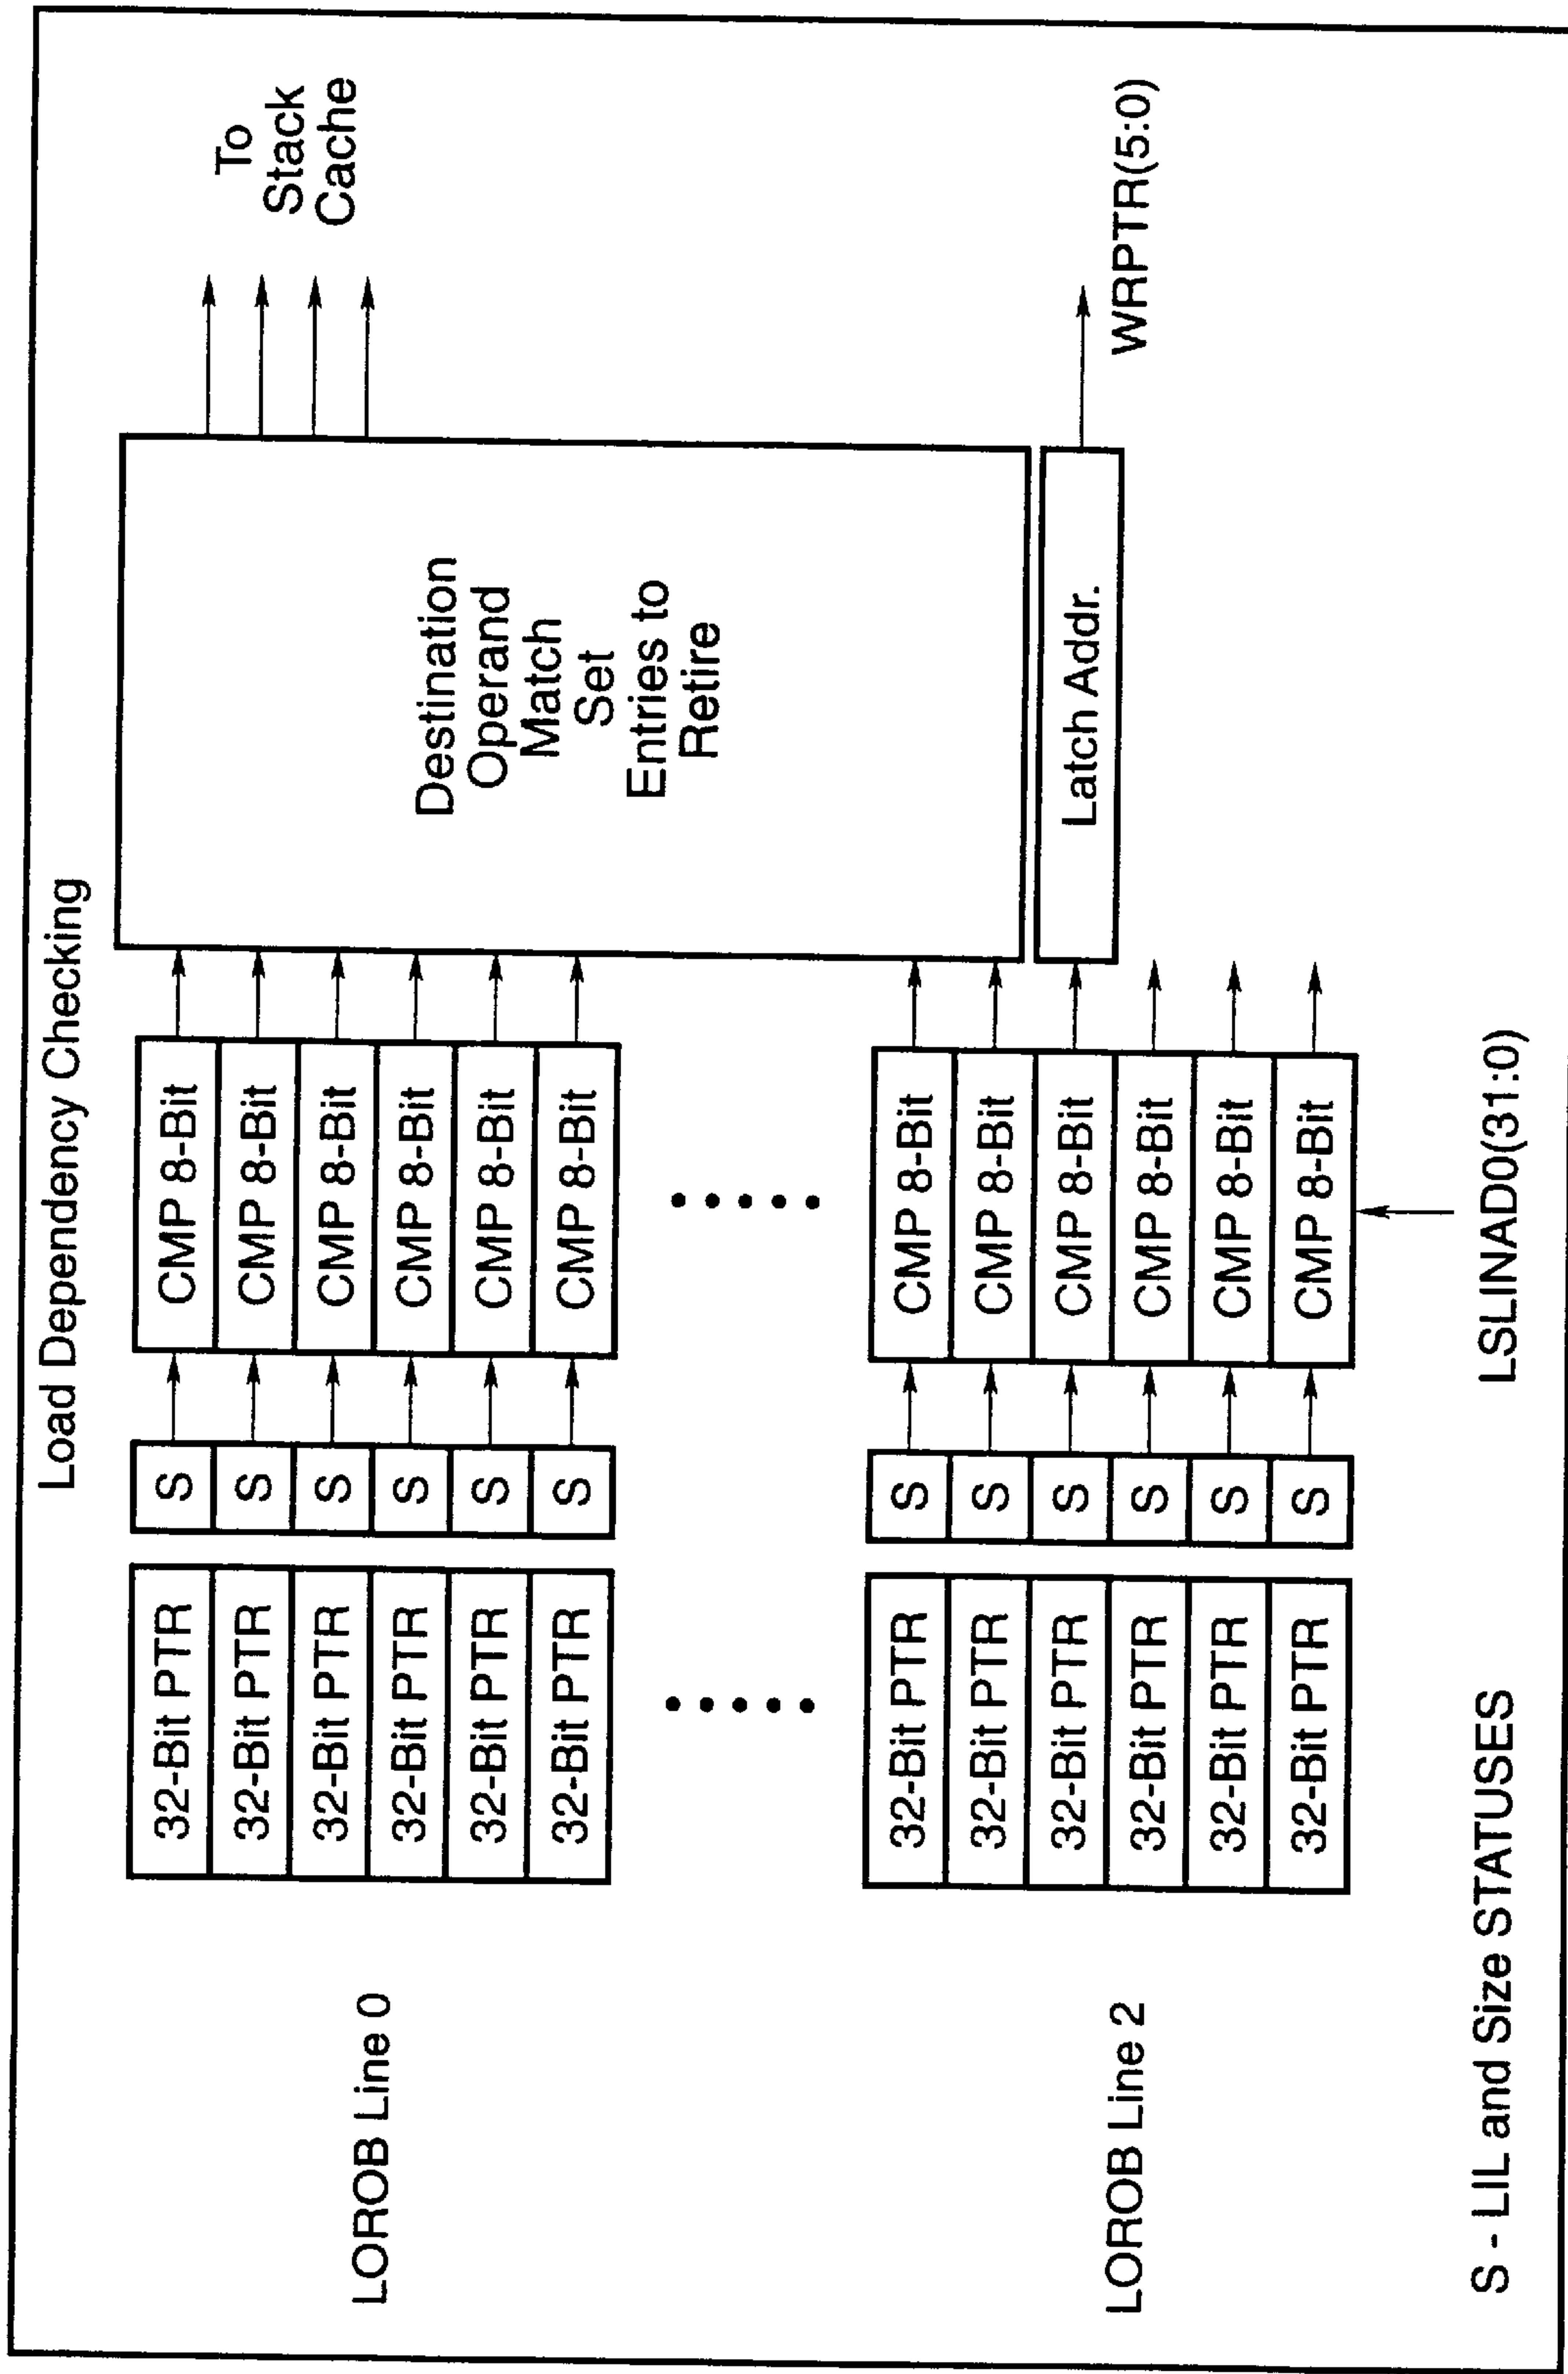 Load Dependency Checking
LOROB Line 0
32-Bit PTR
32-Bit PTR
32-Bit PTR
32-Bit PTR
32-Bit PTR
32-Bit PTR
S
S
S
S
S
S
CMP 8-Bit
CMP 8-Bit
CMP 8-Bit
CMP 8-Bit
CMP 8-Bit
CMP 8-Bit
Destination
Operand
Match
Set
Entries to
Retire
To
Stack
Cache
LOROB Line 2
32-Bit PTR
32-Bit PTR
32-Bit PTR
32-Bit PTR
32-Bit PTR
32-Bit PTR
S
S
S
S
S
S
CMP 8-Bit
CMP 8-Bit
CMP 8-Bit
CMP 8-Bit
CMP 8-Bit
CMP 8-Bit
Latch Addr.
WRPTR(5:0)
LSLINAD0(31:0)
S - LIL and Size STATUSES